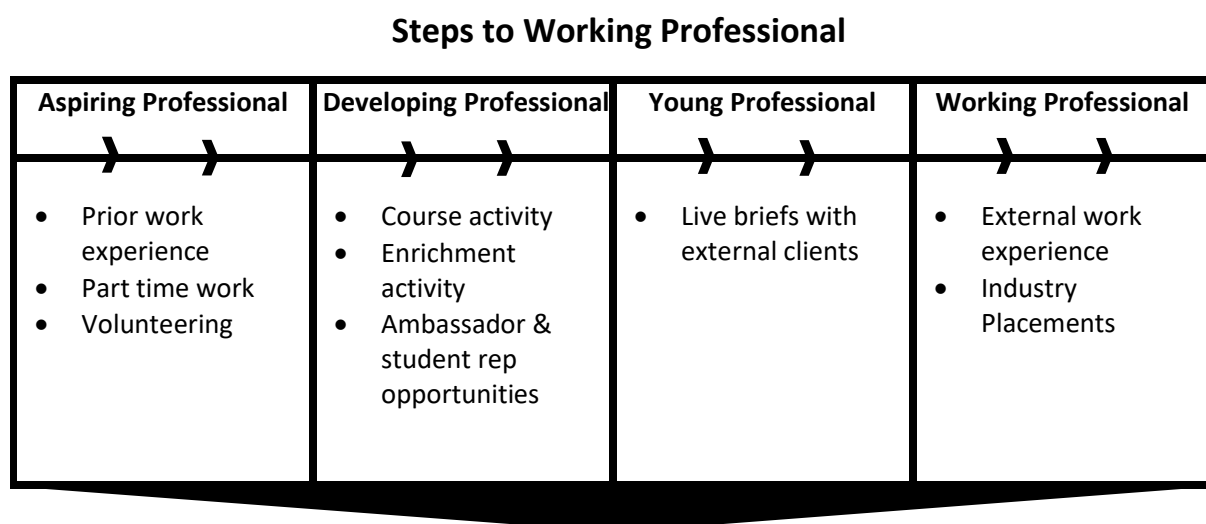 Steps to Working Professional
Aspiring Professional
Developing Professional
Young Professional
Working Professional
• Prior work
experience
• Part time work
• Volunteering
• Course activity
• Enrichment
activity
• Ambassador &
student rep
opportunities
• Live briefs with
external clients
• External work
experience
• Industry
Placements